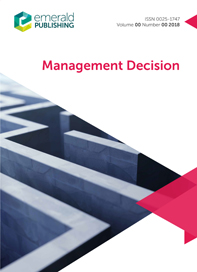 emerald
PUBLISHING
ISSN 0025-1747
Volume 00 Number 00 2018
Management Decision